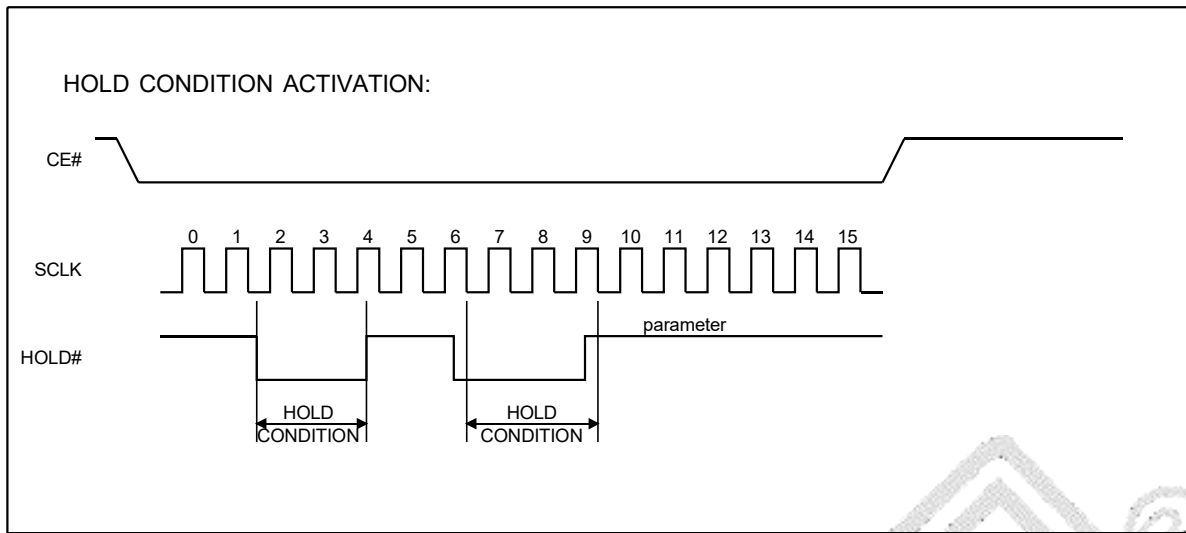 HOLD CONDITION ACTIVATION:
CE#
0 1 2 3 4 5 6 7 8 9 10 11 12 13 14 15
SCLK
parameter
HOLD#
HOLD HOLD
CONDITION CONDITION